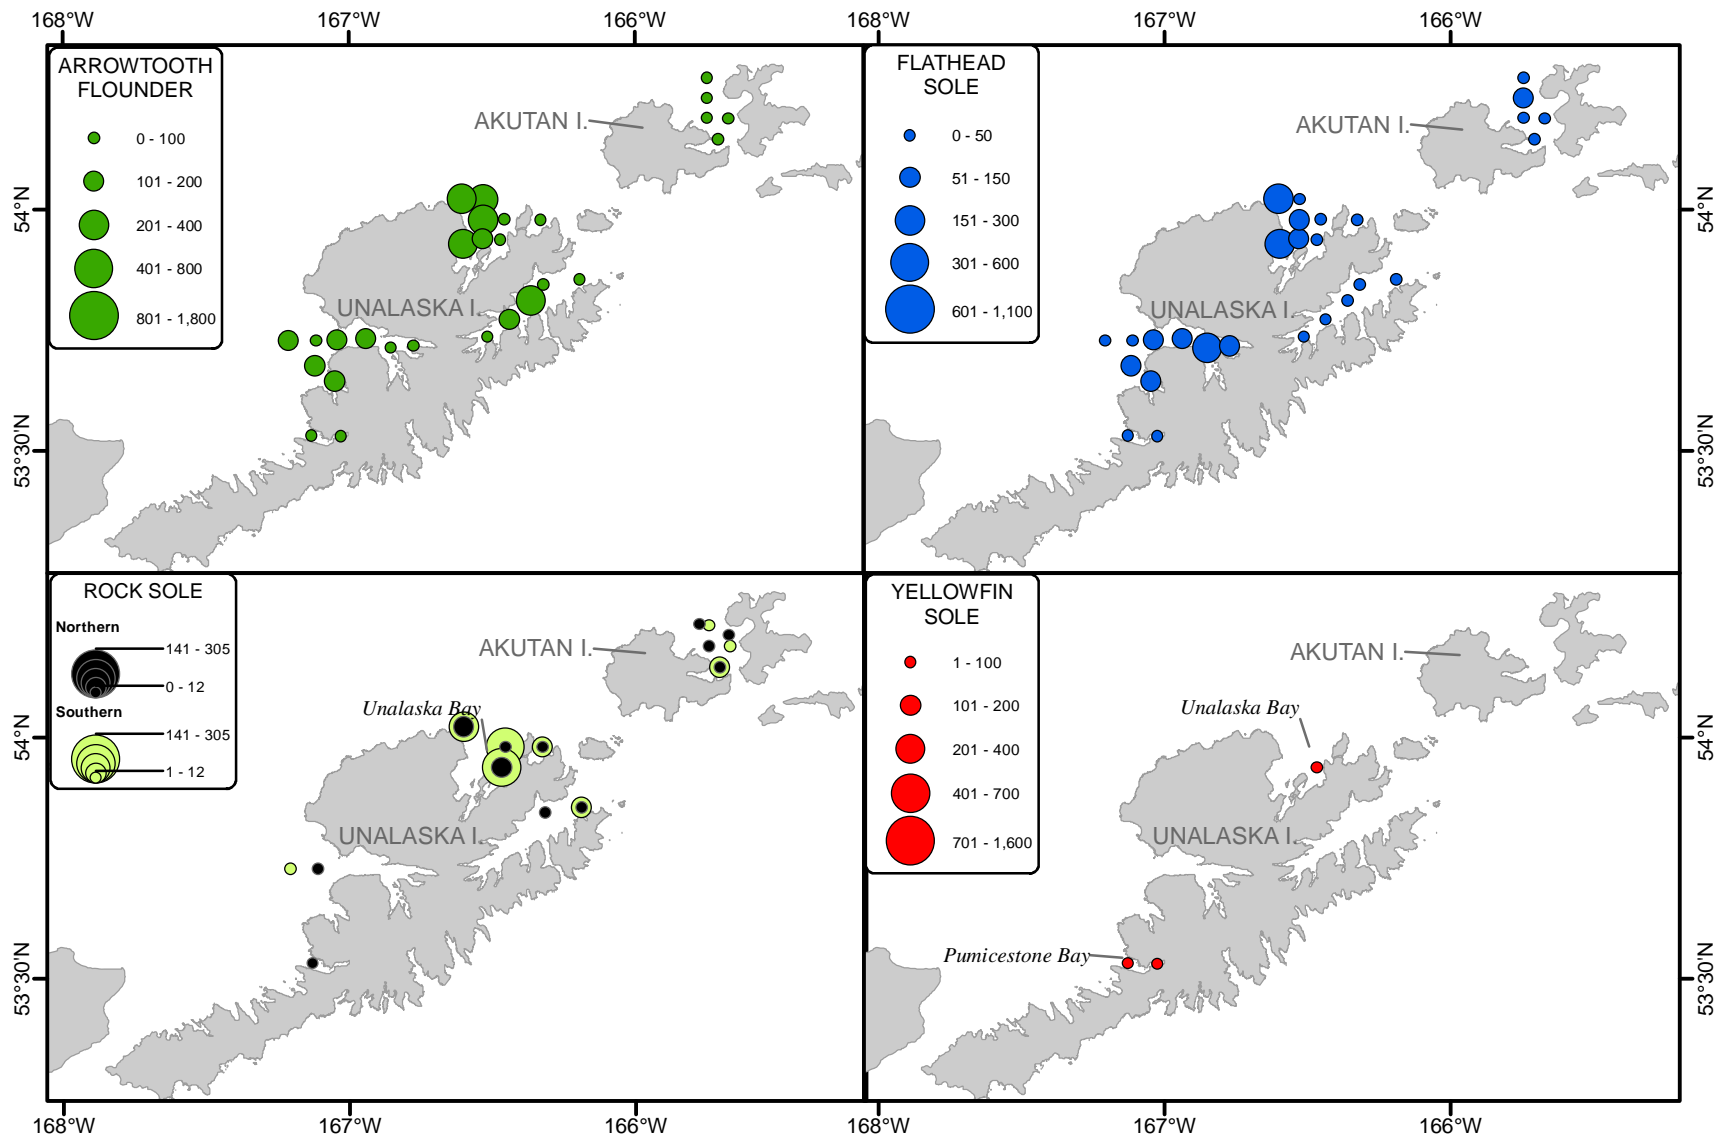 168°W 167°W 166°W 168°W 167°W 166°W
ARROWTOOTH
FLOUNDER
0 - 100
101 - 200
201 - 400
401 - 800
801 - 1,800
AKUTAN I.
UNALASKA I.
54°N
53°30'N
FLATHEAD
SOLE
0 - 50
51 - 150
151 - 300
301 - 600
601 - 1,100
AKUTAN I.
UNALASKA I.
54°N
53°30'N
ROCK SOLE
Northern
141 - 305
0 - 12
Southern
141 - 305
1 - 12
AKUTAN I.
Unalaska Bay
UNALASKA I.
54°N
53°30'N
YELLOWFIN
SOLE
1 - 100
101 - 200
201 - 400
401 - 700
701 - 1,600
AKUTAN I.
Unalaska Bay
UNALASKA I.
Pumicestone Bay
54°N
53°30'N
168°W 167°W 166°W 168°W 167°W 166°W